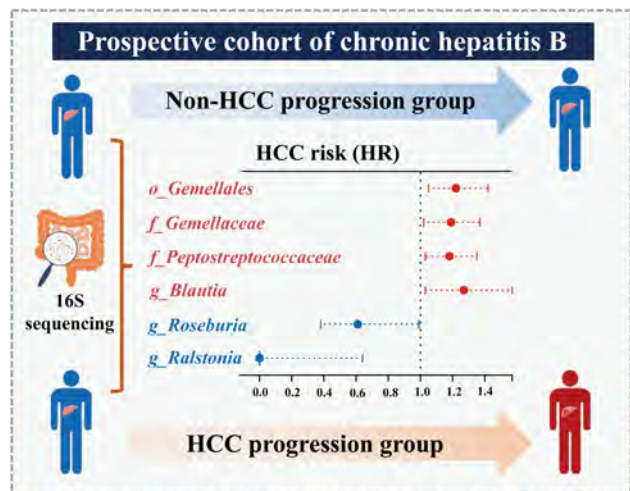 Prospective cohort of chronic hepatitis B
Non-HCC progression group
HCC risk (HR)
o_Gemellales
f_Gemellaceae
f_Peptostreptococcaceae
g_Blautia
g_Roseburia
g_Ralstonia
16S
sequencing
0.0 0.2 0.4 0.6 0.8 1.0 1.2 1.4
HCC progression group